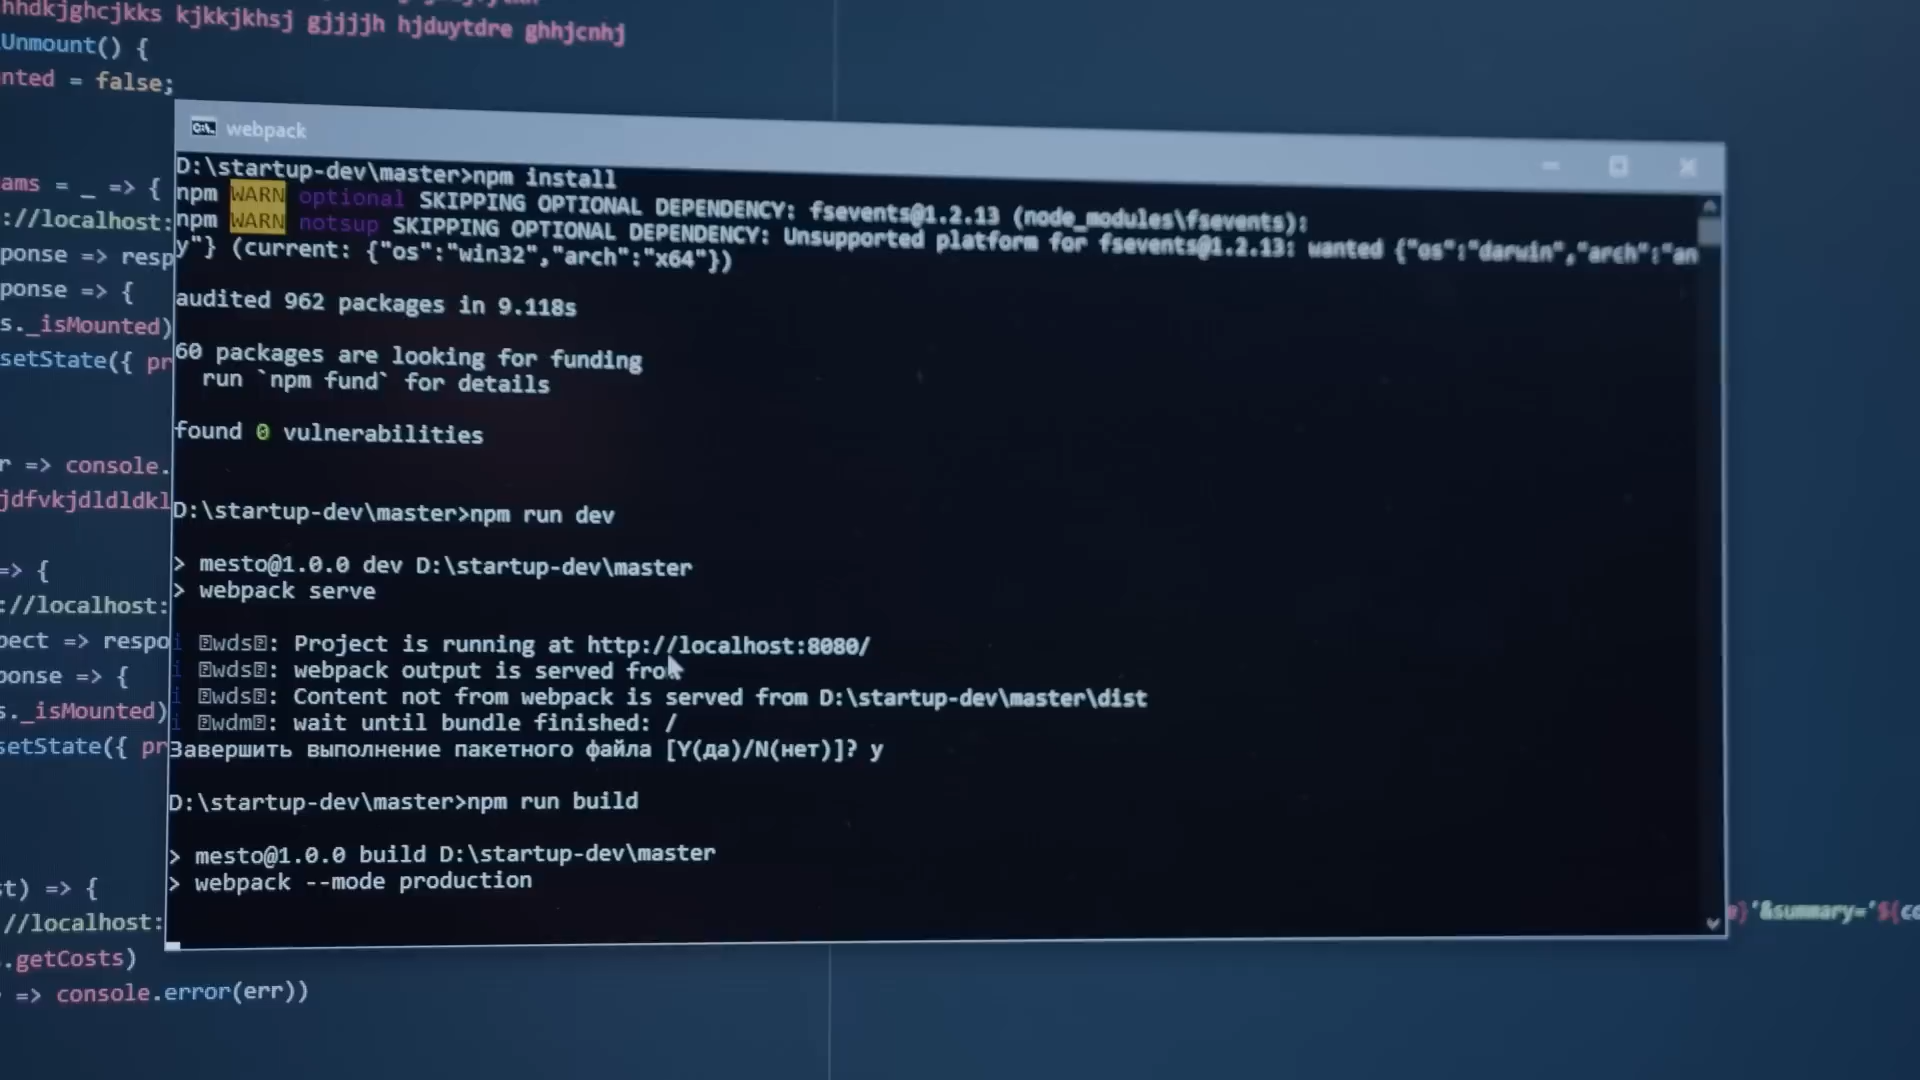 hhdkjghcjkks kjkkjkhsj gjjjjh hjduytdre ghhjcnhj
Unmount() {
nted = false;
ams = _ => {
://localhost:
ponse => resp
ponse => {
s._isMounted)
setState({ pr
r => console.
jdfvkjdldldkl
=> {
://localhost:
pect => respo
ponse => {
s._isMounted)
setState({ pr
st) => {
//localhost:
.getCosts)
=> console.error(err))
webpack
D:\startup-dev\master>npm install
npm WARN optional SKIPPING OPTIONAL DEPENDENCY: fsevents@1.2.13 (node_modules\fsevents):
npm WARN notsup SKIPPING OPTIONAL DEPENDENCY: Unsupported platform for fsevents@1.2.13: wanted {"os":"darwin","arch":"an
y"} (current: {"os":"win32","arch":"x64"})
audited 962 packages in 9.118s
60 packages are looking for funding
run `npm fund` for details
found 0 vulnerabilities
D:\startup-dev\master>npm run dev
> mesto@1.0.0 dev D:\startup-dev\master
> webpack serve
i ⍰wds⍰: Project is running at http://localhost:8080/
i ⍰wds⍰: webpack output is served fro
i ⍰wds⍰: Content not from webpack is served from D:\startup-dev\master\dist
i ⍰wdm⍰: wait until bundle finished: /
Завершить выполнение пакетного файла [Y(да)/N(нет)]? y
D:\startup-dev\master>npm run build
> mesto@1.0.0 build D:\startup-dev\master
> webpack --mode production
}'&summary='${co